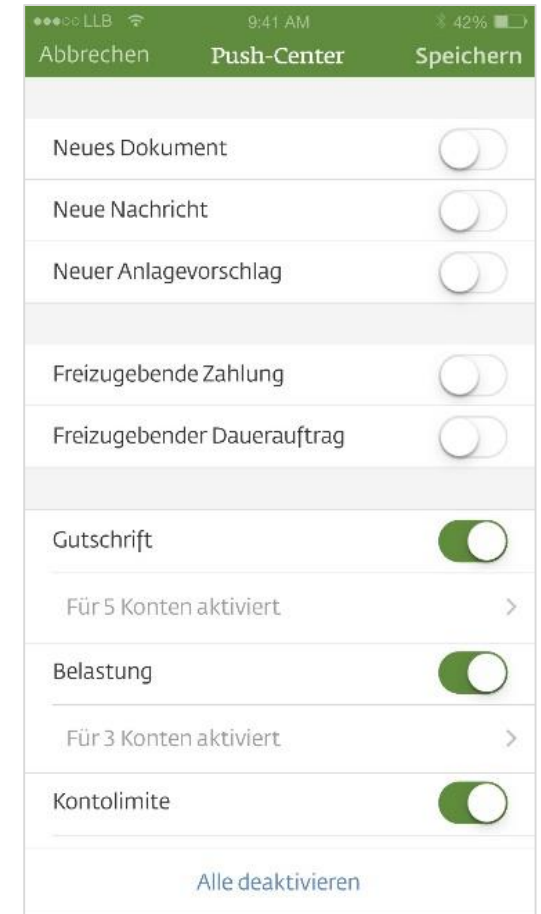 LLB 9:41 AM 42%
Abbrechen Push-Center Speichern
Neues Dokument
Neue Nachricht
Neuer Anlagevorschlag
Freizugebende Zahlung
Freizugebender Dauerauftrag
Gutschrift
Für 5 Konten aktiviert
Belastung
Für 3 Konten aktiviert
Kontolimite
Alle deaktivieren